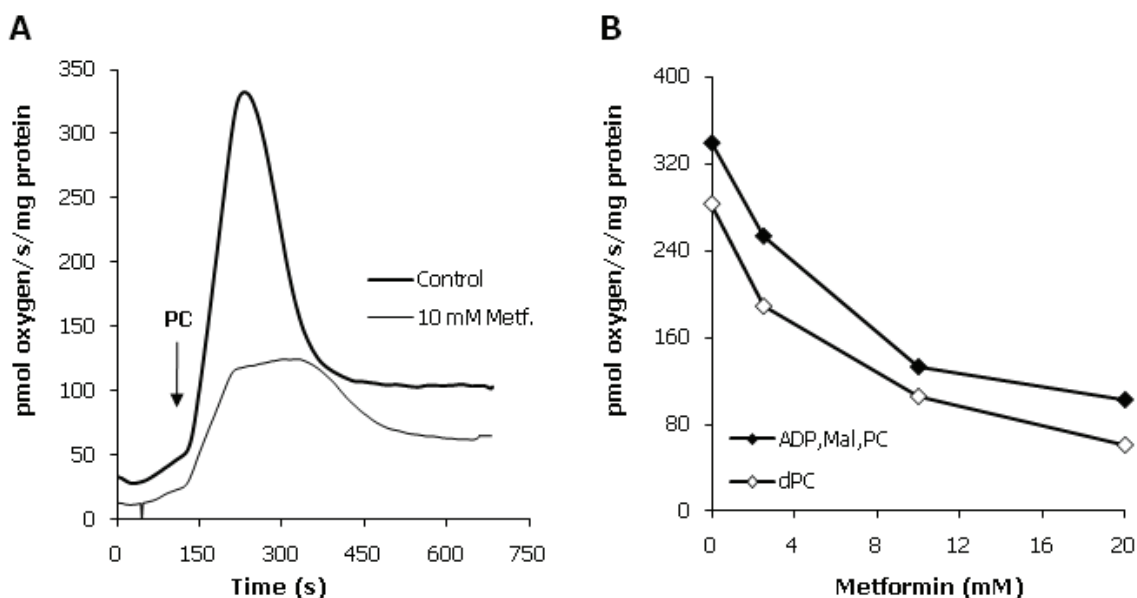 A
pmol oxygen/s/mg protein
350
300
250
200
150
100
50
0
PC
Control
10 mM Metf.
0 150 300 450 600 750
Time (s)
B
pmol oxygen/s/mg protein
400
320
240
160
80
0
ADP,Mal,PC
dPC
0 4 8 12 16 20
Metformin (mM)